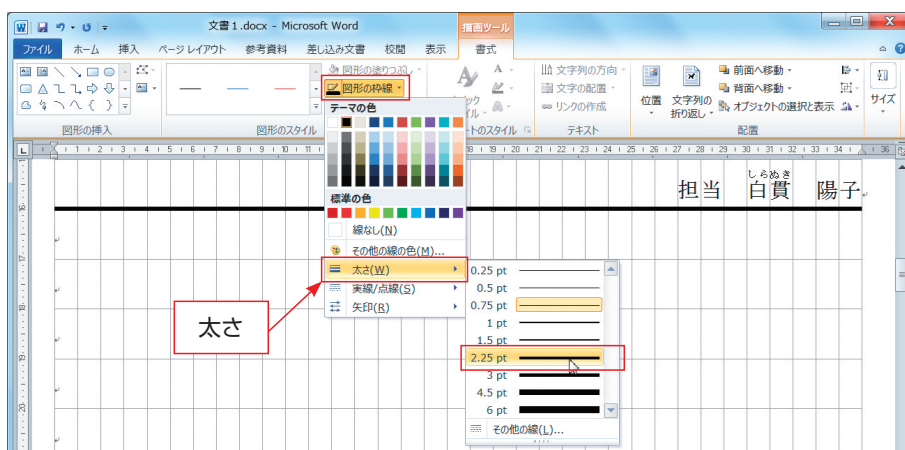 文書1.docx - Microsoft Word
描画ツール
ファイル ホーム 挿入 ページ レイアウト 参考資料 差し込み文書 校閲 表示 書式
図形の塗りつぶし
図形の枠線
文字列の方向
文字の配置
リンクの作成
位置
文字列の
折り返し
前面へ移動
背面へ移動
オブジェクトの選択と表示
サイズ
図形の挿入 図形のスタイル トのスタイル テキスト 配置
テーマの色
標準の色
線なし(N)
その他の線の色(M)...
太さ(W)
実線/点線(S)
矢印(R)
0.25 pt
0.5 pt
0.75 pt
1 pt
1.5 pt
2.25 pt
3 pt
4.5 pt
6 pt
その他の線(L)...
しらぬき
担当 白貫 陽子
太さ